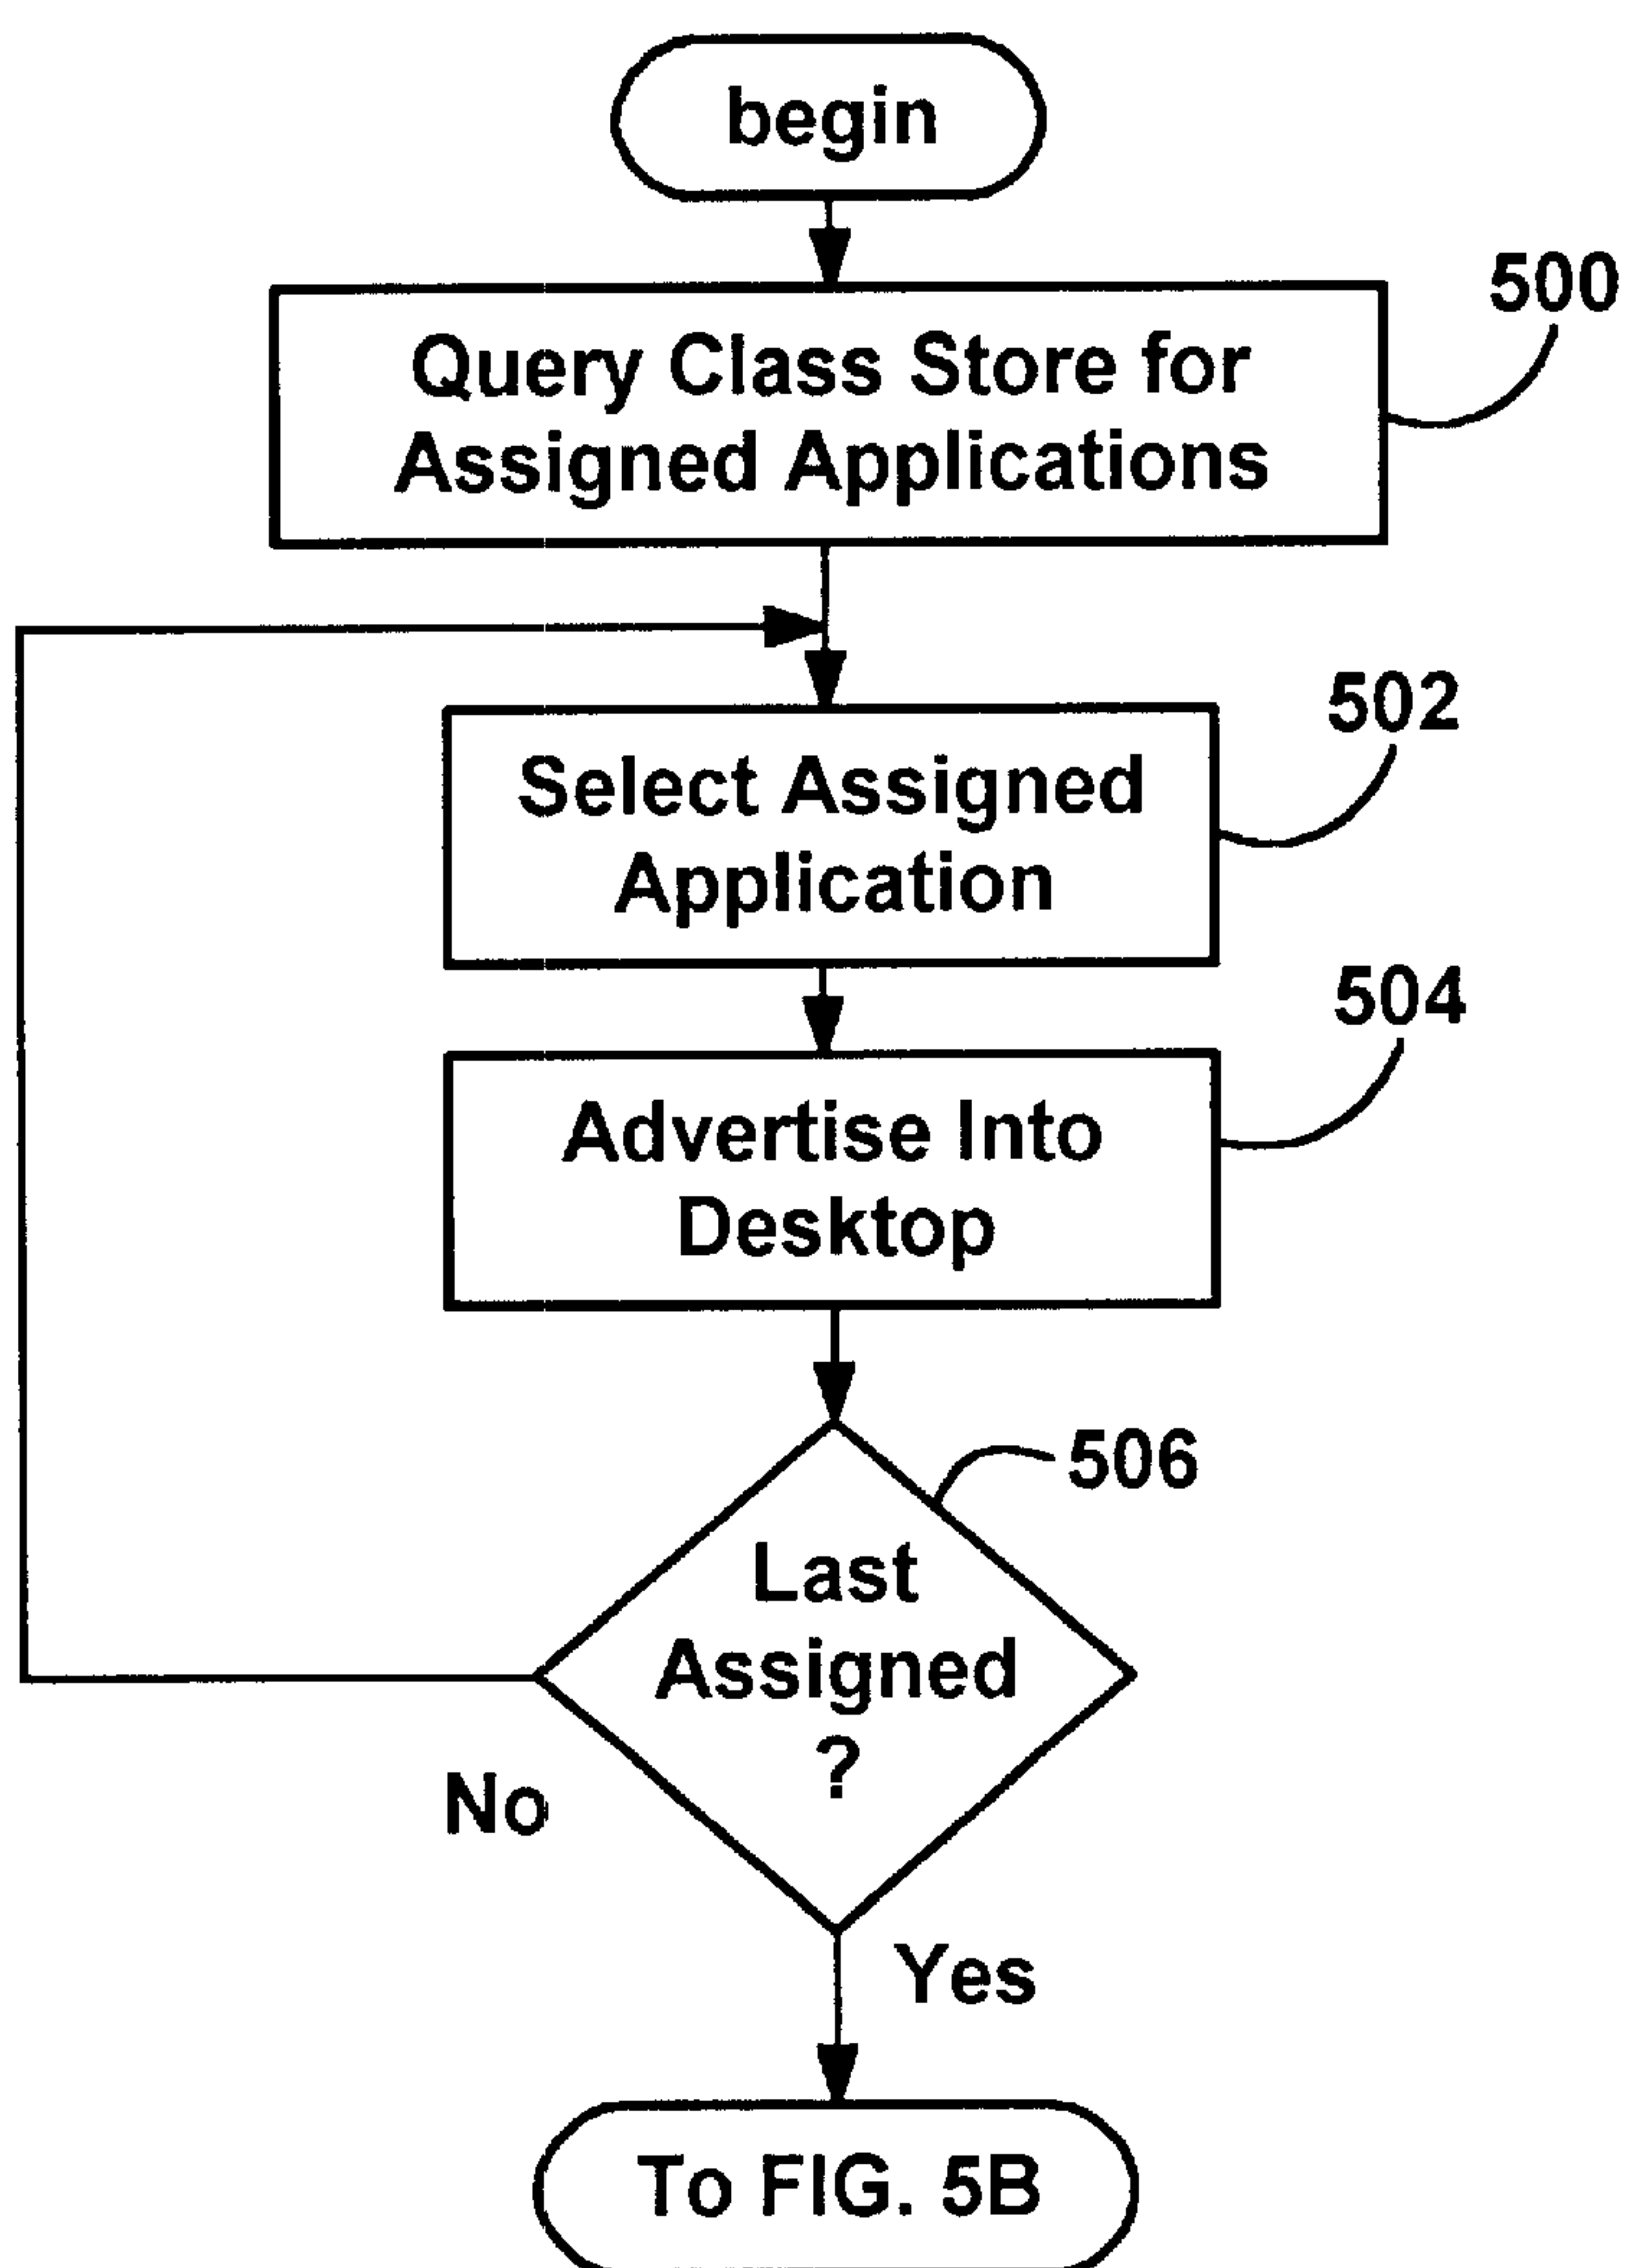 begin
500
Query Class Store for
Assigned Applications
502
Select Assigned
Application
504
Advertise Into
Desktop
506
Last
Assigned
?
No
Yes
To FIG. 5B